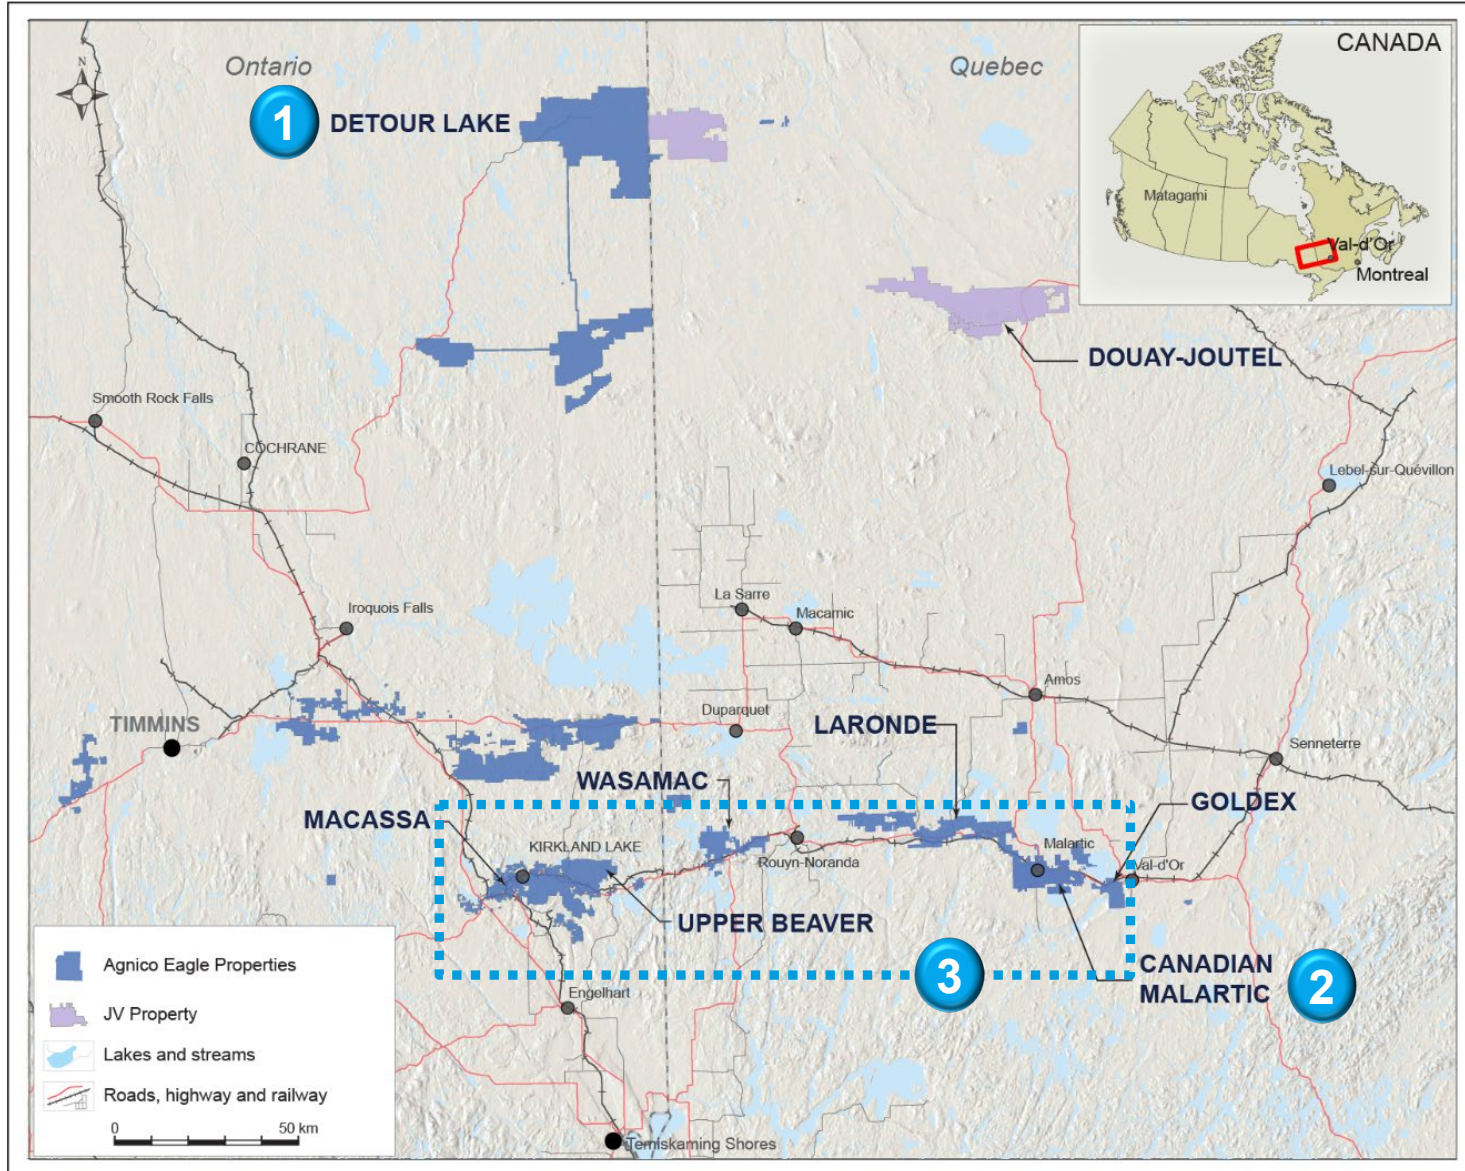 Ontario
Quebec
CANADA
N
1
DETOUR LAKE
Matagami
Val-d'Or
Montreal
DOUAY-JOUTEL
Smooth Rock Falls
COCHRANE
Lebel-sur-Quévillon
La Sarre
Iroquois Falls
Macamic
Amos
TIMMINS
Duparquet
LARONDE
Senneterre
WASAMAC
GOLDEX
MACASSA
KIRKLAND LAKE
Rouyn-Noranda
Malartic
Val-d'Or
UPPER BEAVER
3
CANADIAN
MALARTIC
2
Engelhart
Agnico Eagle Properties
JV Property
Lakes and streams
Roads, highway and railway
0
50 km
Temiskaming Shores